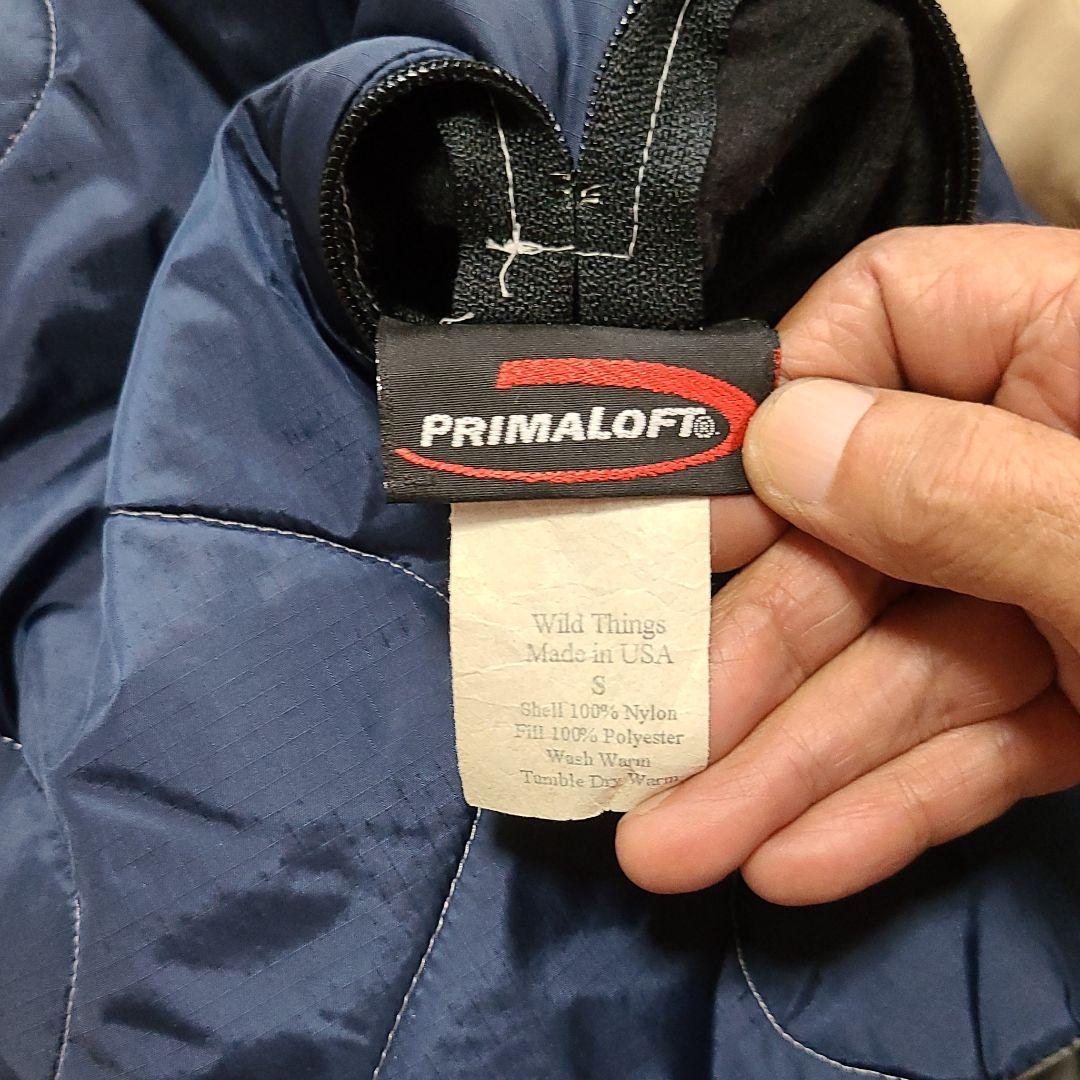 PRIMALOFT®
Wild Things
Made in USA
S
Shell 100% Nylon
Fill 100% Polyester
Wash Warm
Tumble Dry Warm